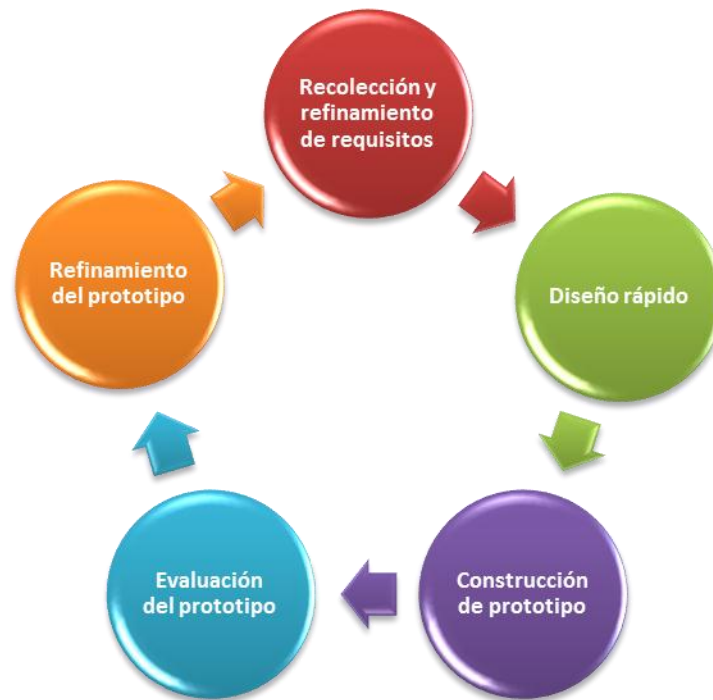 Recolección y
refinamiento
de requisitos
Diseño rápido
Construcción
de prototipo
Evaluación
del prototipo
Refinamiento
del prototipo